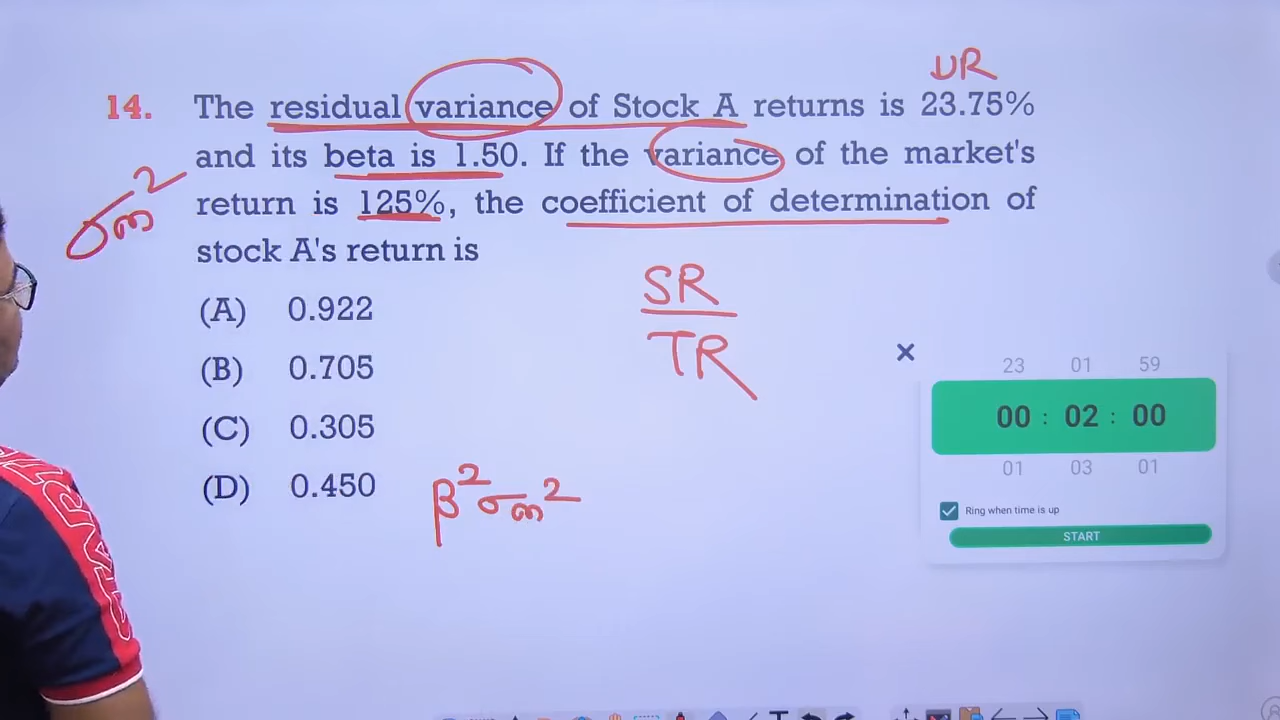 UR
14. The residual variance of Stock A returns is 23.75%
and its beta is 1.50. If the variance of the market's
σm²
return is 125%, the coefficient of determination of
stock A's return is
SR
TR
(A) 0.922
(B) 0.705
(C) 0.305
(D) 0.450
β²σm²
×
23 01 59
00 : 02 : 00
01 03 01
Ring when time is up
START